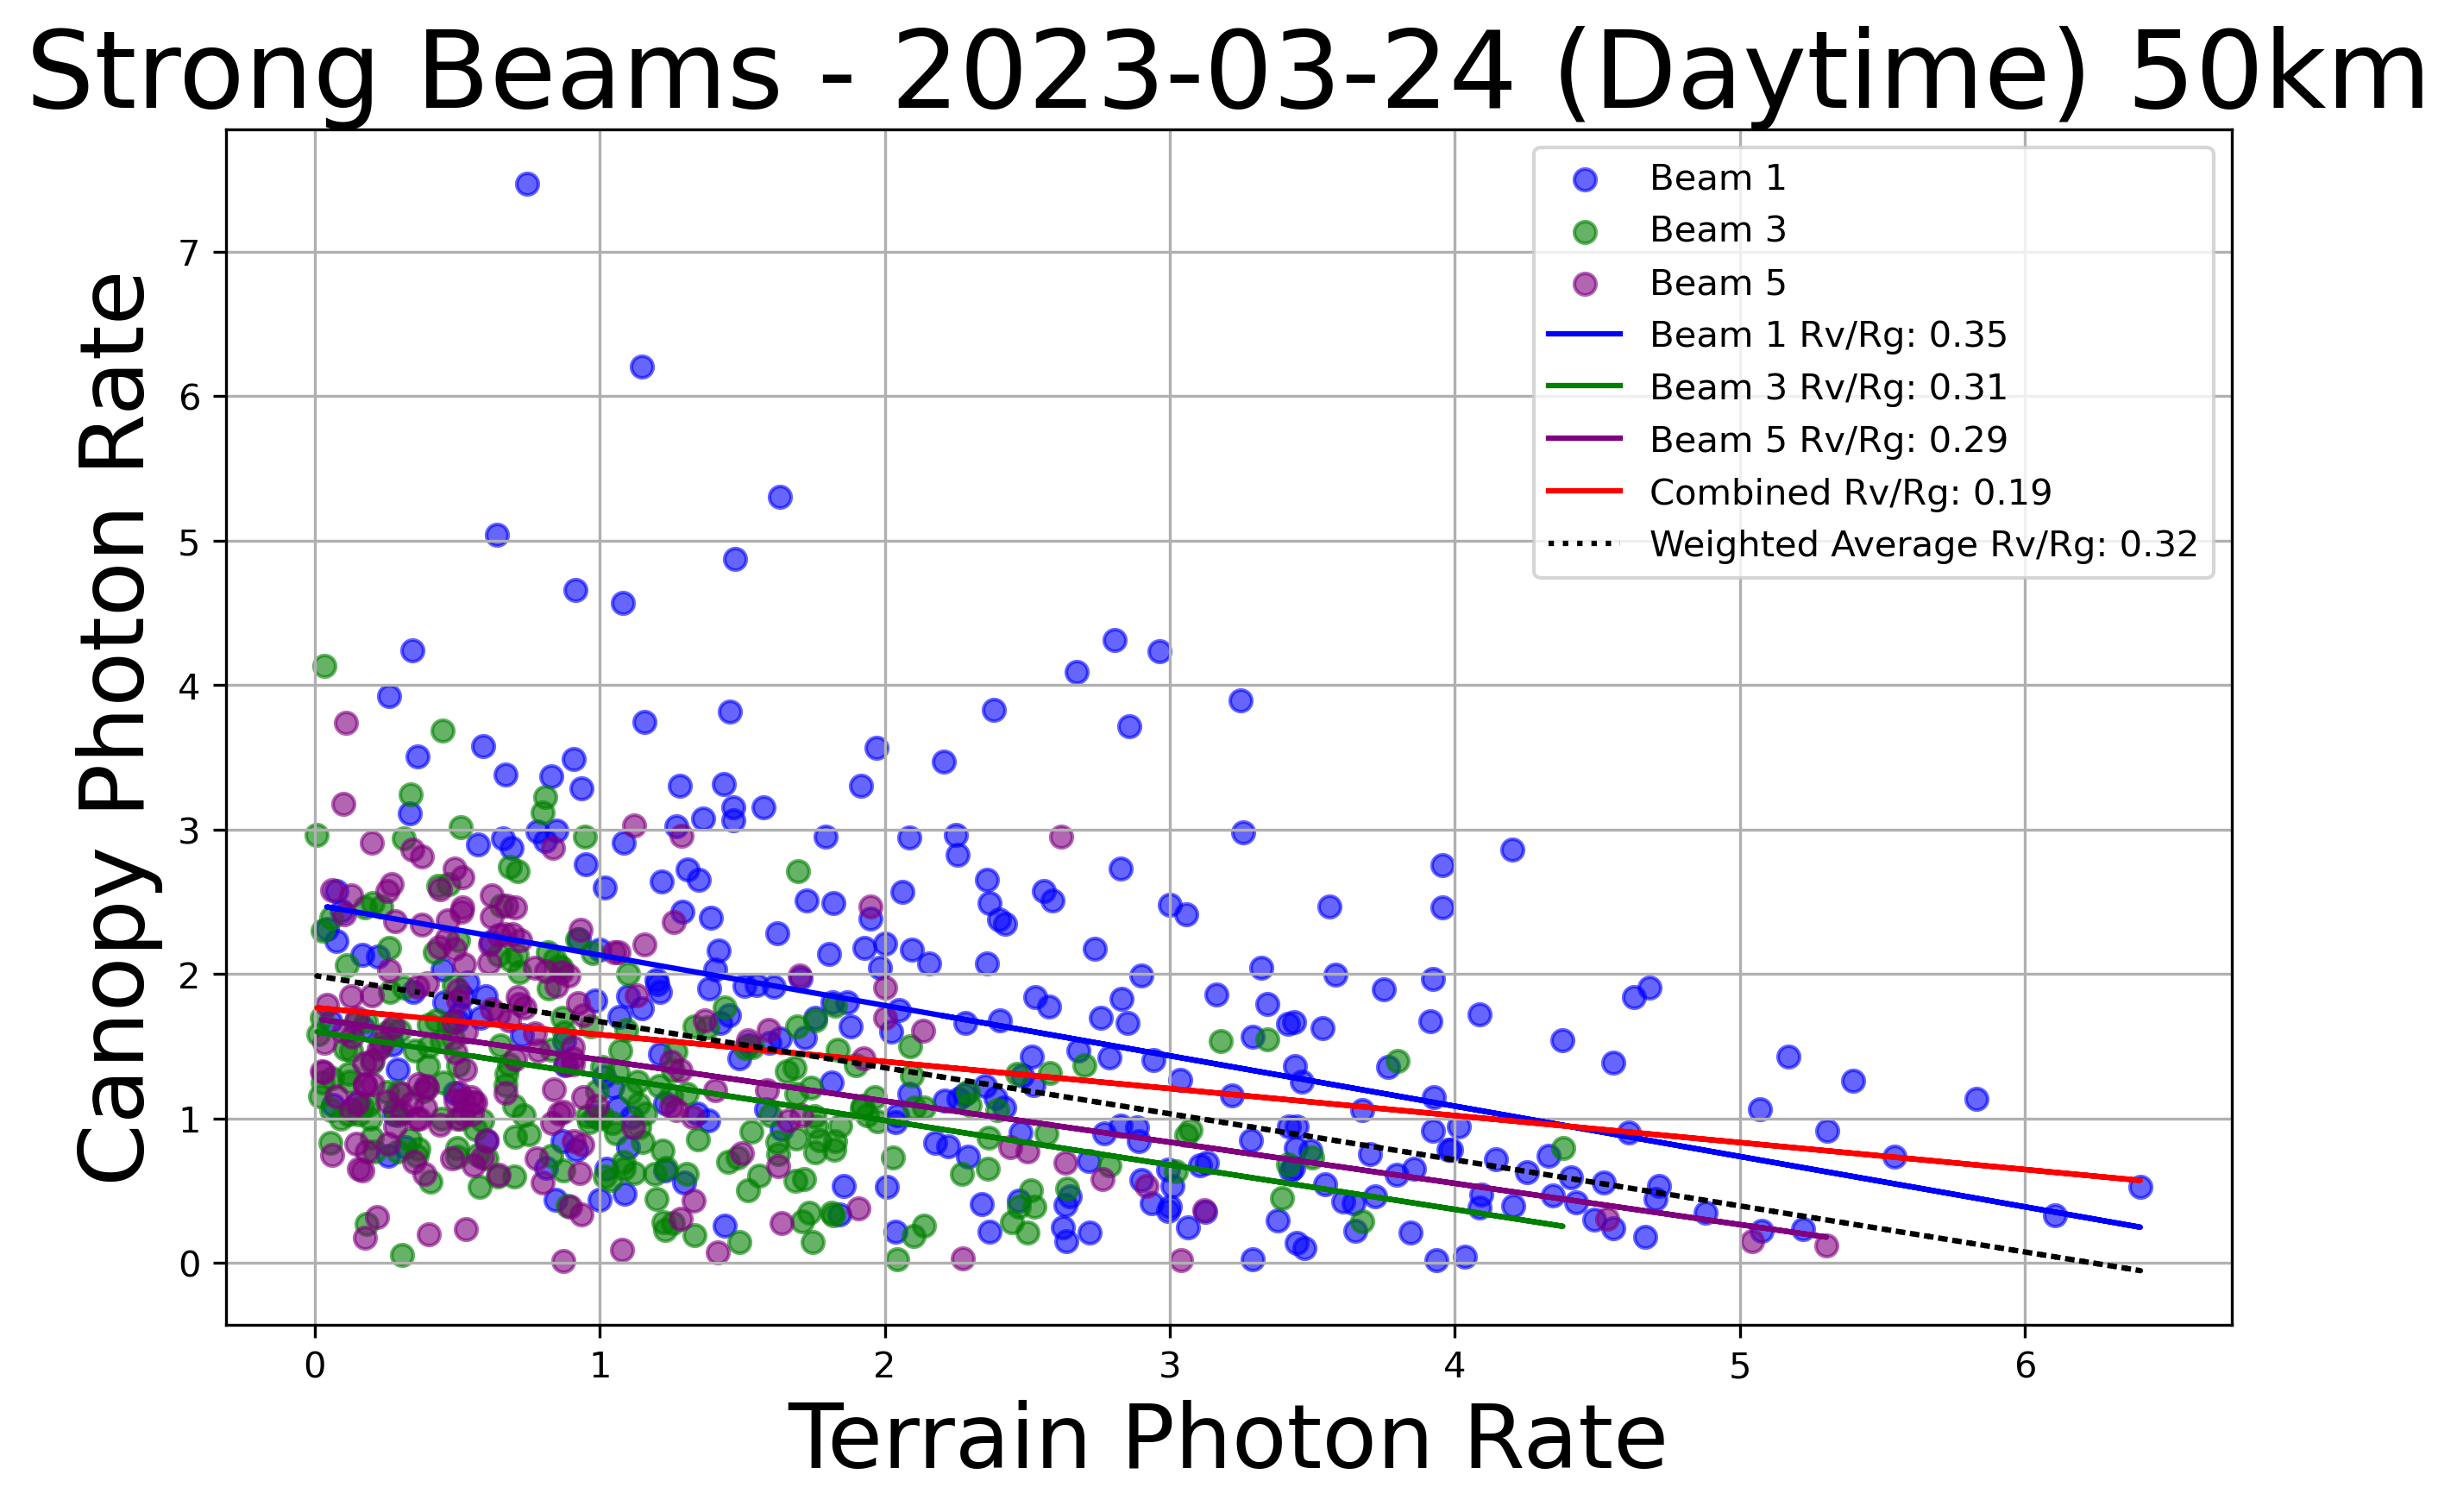 Strong Beams - 2023-03-24 (Daytime) 50km
Canopy Photon Rate
7
6
5
4
3
2
1
0
Beam 1
Beam 3
Beam 5
Beam 1 Rv/Rg: 0.35
Beam 3 Rv/Rg: 0.31
Beam 5 Rv/Rg: 0.29
Combined Rv/Rg: 0.19
Weighted Average Rv/Rg: 0.32
0 1 2 3 4 5 6
Terrain Photon Rate